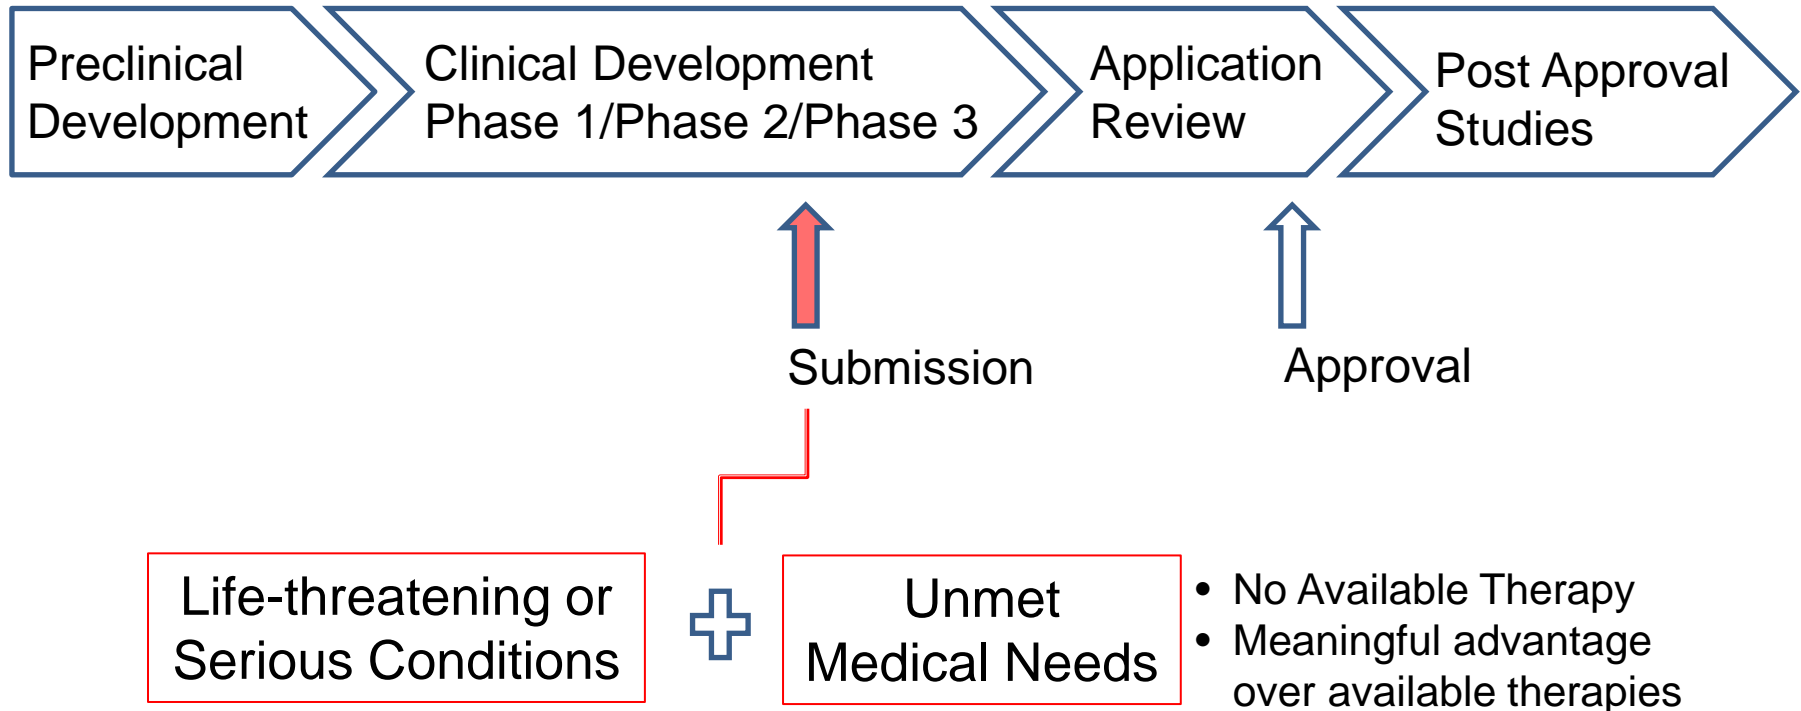 Preclinical
Development
Clinical Development
Phase 1/Phase 2/Phase 3
Application
Review
Post Approval
Studies
Submission
Approval
Life-threatening or
Serious Conditions
Unmet
Medical Needs
• No Available Therapy
• Meaningful advantage
over available therapies